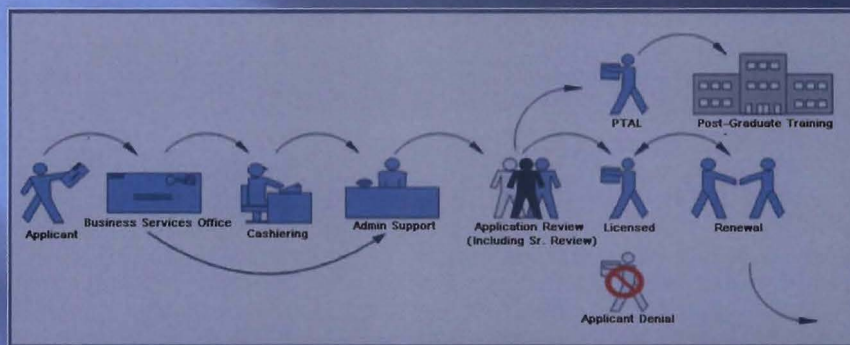 PTAL
Post-Graduate Training
Applicant
Business Services Office
Cashiering
Admin Support
Application Review
(Including Sr. Review)
Licensed
Renewal
Applicant Denial